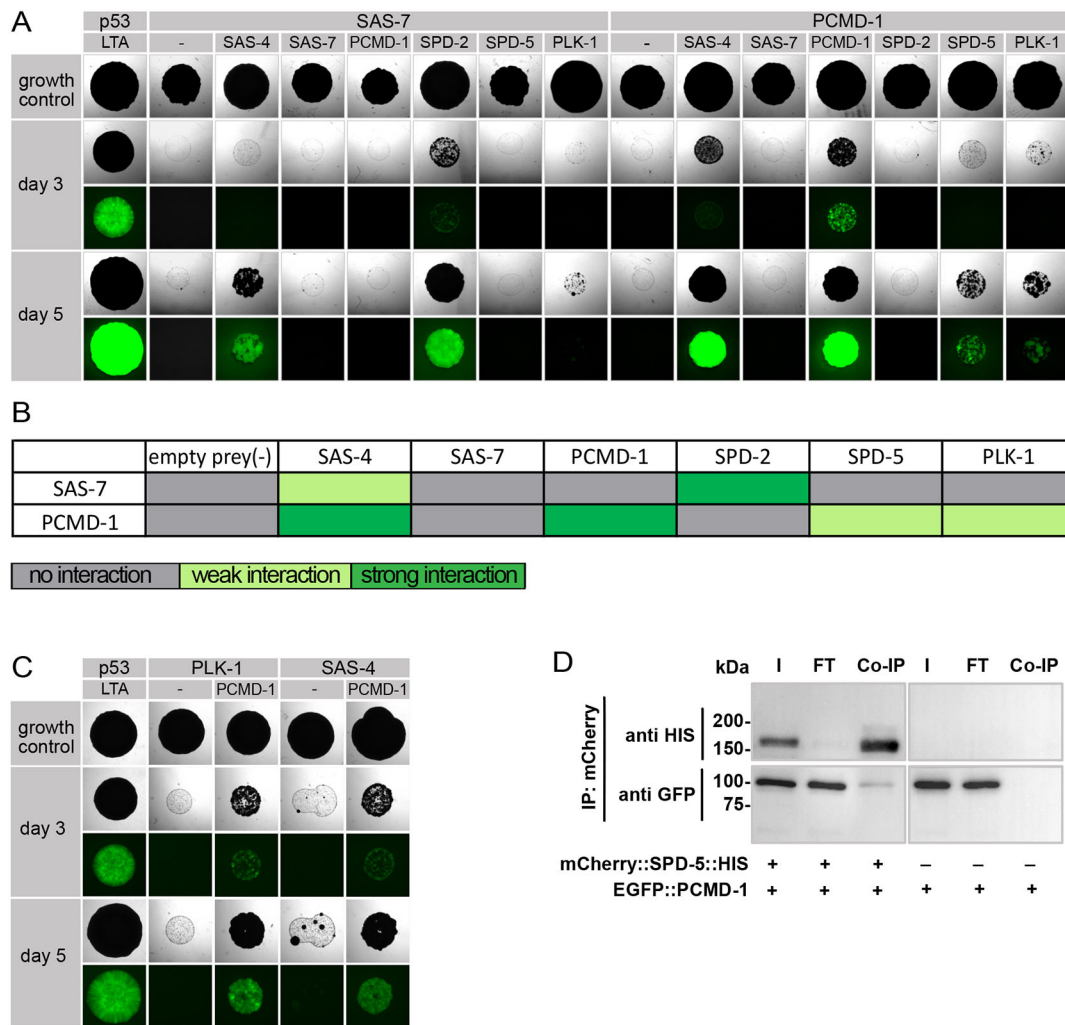 A
p53 SAS-7 PCMD-1
LTA - SAS-4 SAS-7 PCMD-1 SPD-2 SPD-5 PLK-1 - SAS-4 SAS-7 PCMD-1 SPD-2 SPD-5 PLK-1
growth
control
day 3
day 5
B
empty prey(-) SAS-4 SAS-7 PCMD-1 SPD-2 SPD-5 PLK-1
SAS-7
PCMD-1
no interaction weak interaction strong interaction
C
p53 PLK-1 SAS-4
LTA - PCMD-1 - PCMD-1
growth
control
day 3
day 5
D
kDa I FT Co-IP I FT Co-IP
IP: mCherry
anti HIS 200-
150-
anti GFP 100-
75-
mCherry::SPD-5::HIS + + + – – –
EGFP::PCMD-1 + + + + + +